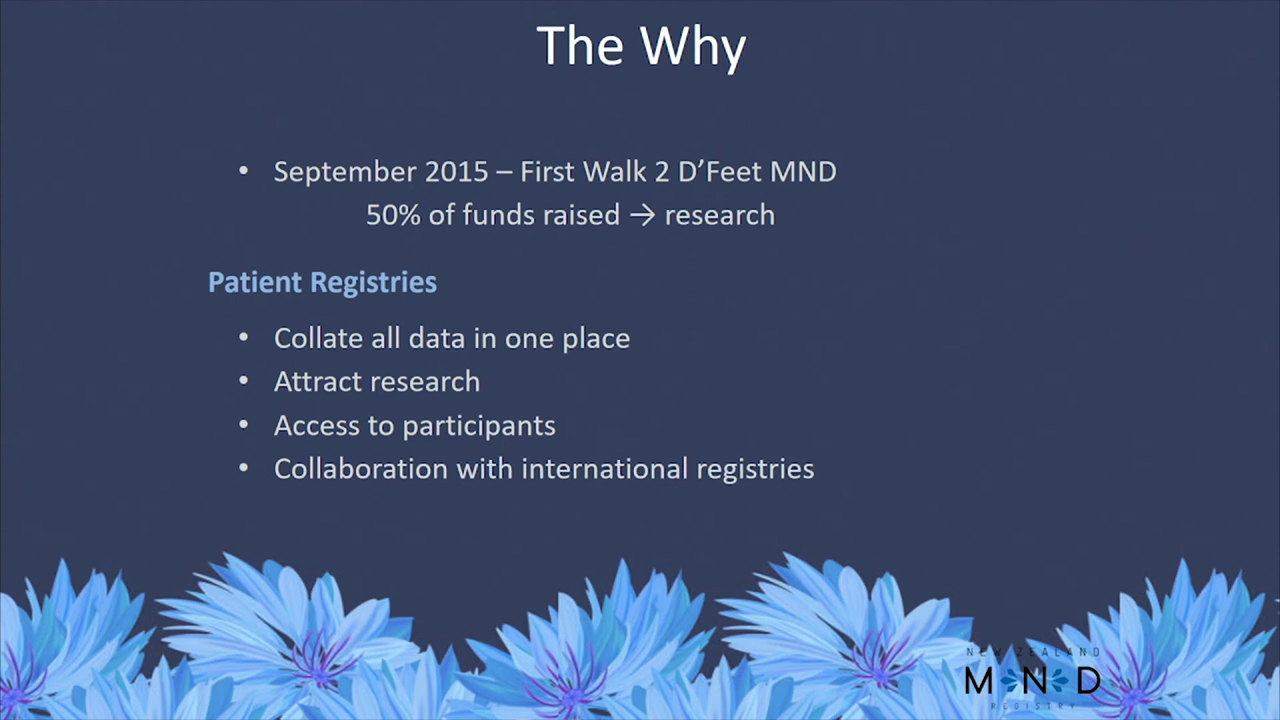 The Why
• September 2015 – First Walk 2 D’Feet MND
50% of funds raised → research
Patient Registries
• Collate all data in one place
• Attract research
• Access to participants
• Collaboration with international registries
NEW ZEALAND
MND
REGISTRY